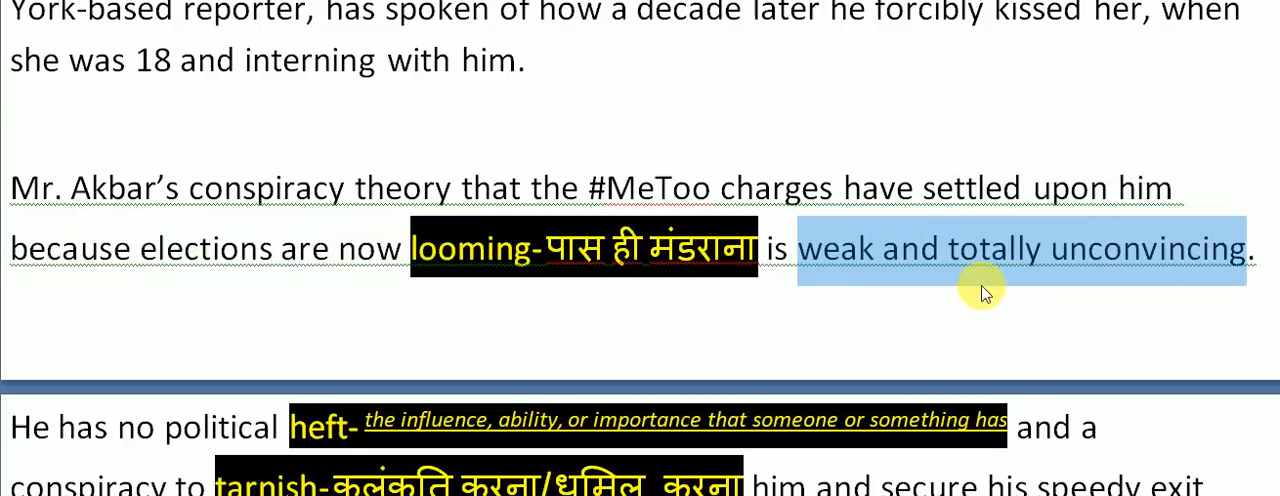 York-based reporter, has spoken of how a decade later he forcibly kissed her, when
she was 18 and interning with him.
Mr. Akbar’s conspiracy theory that the #MeToo charges have settled upon him
because elections are now looming-पास ही मंडराना is weak and totally unconvincing.
He has no political heft- the influence, ability, or importance that someone or something has and a
conspiracy to tarnish-कलंकित करना/धूमिल करना him and secure his speedy exit